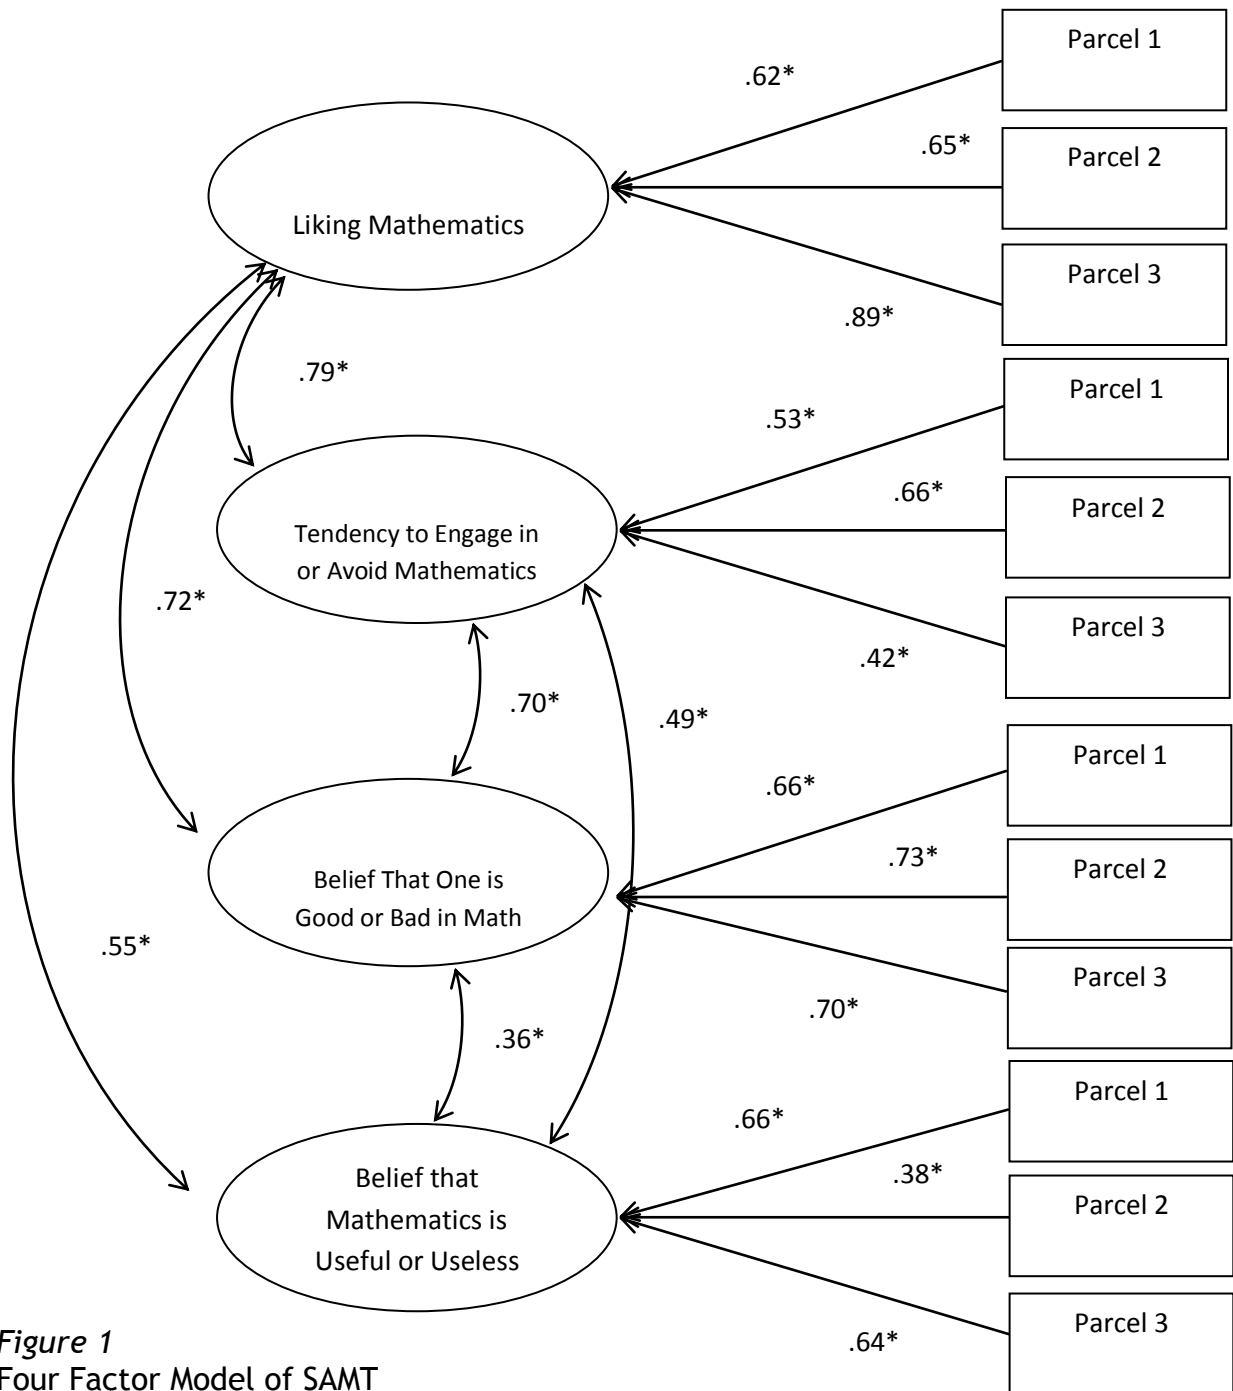 Parcel 1
.62*
.65*
Parcel 2
Liking Mathematics
Parcel 3
.89*
.79*
Parcel 1
.53*
.66*
Parcel 2
Tendency to Engage in
or Avoid Mathematics
.72*
Parcel 3
.42*
.70*
.49*
Parcel 1
.66*
.73*
Parcel 2
Belief That One is
Good or Bad in Math
.55*
Parcel 3
.70*
.36*
Parcel 1
.66*
.38*
Belief that
Mathematics is
Useful or Useless
Parcel 2
Parcel 3
.64*
Figure 1
Four Factor Model of SAMT